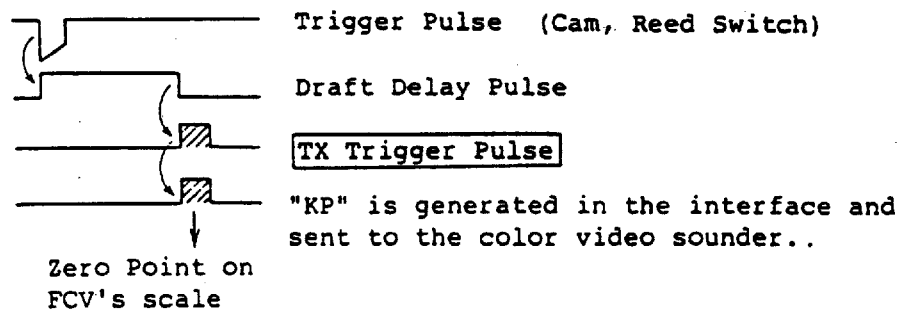 Trigger Pulse (Cam, Reed Switch)
Draft Delay Pulse
TX Trigger Pulse
"KP" is generated in the interface and
sent to the color video sounder..
Zero Point on
FCV's scale